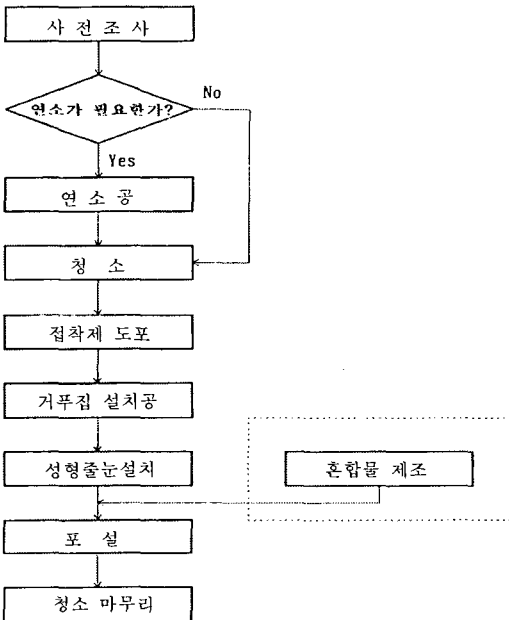 사 전 조 사
연소가 필요한가?
No
Yes
연 소 공
청 소
접착제 도포
거푸집 설치공
성형줄눈설치
혼합물 제조
포 설
청소 마무리